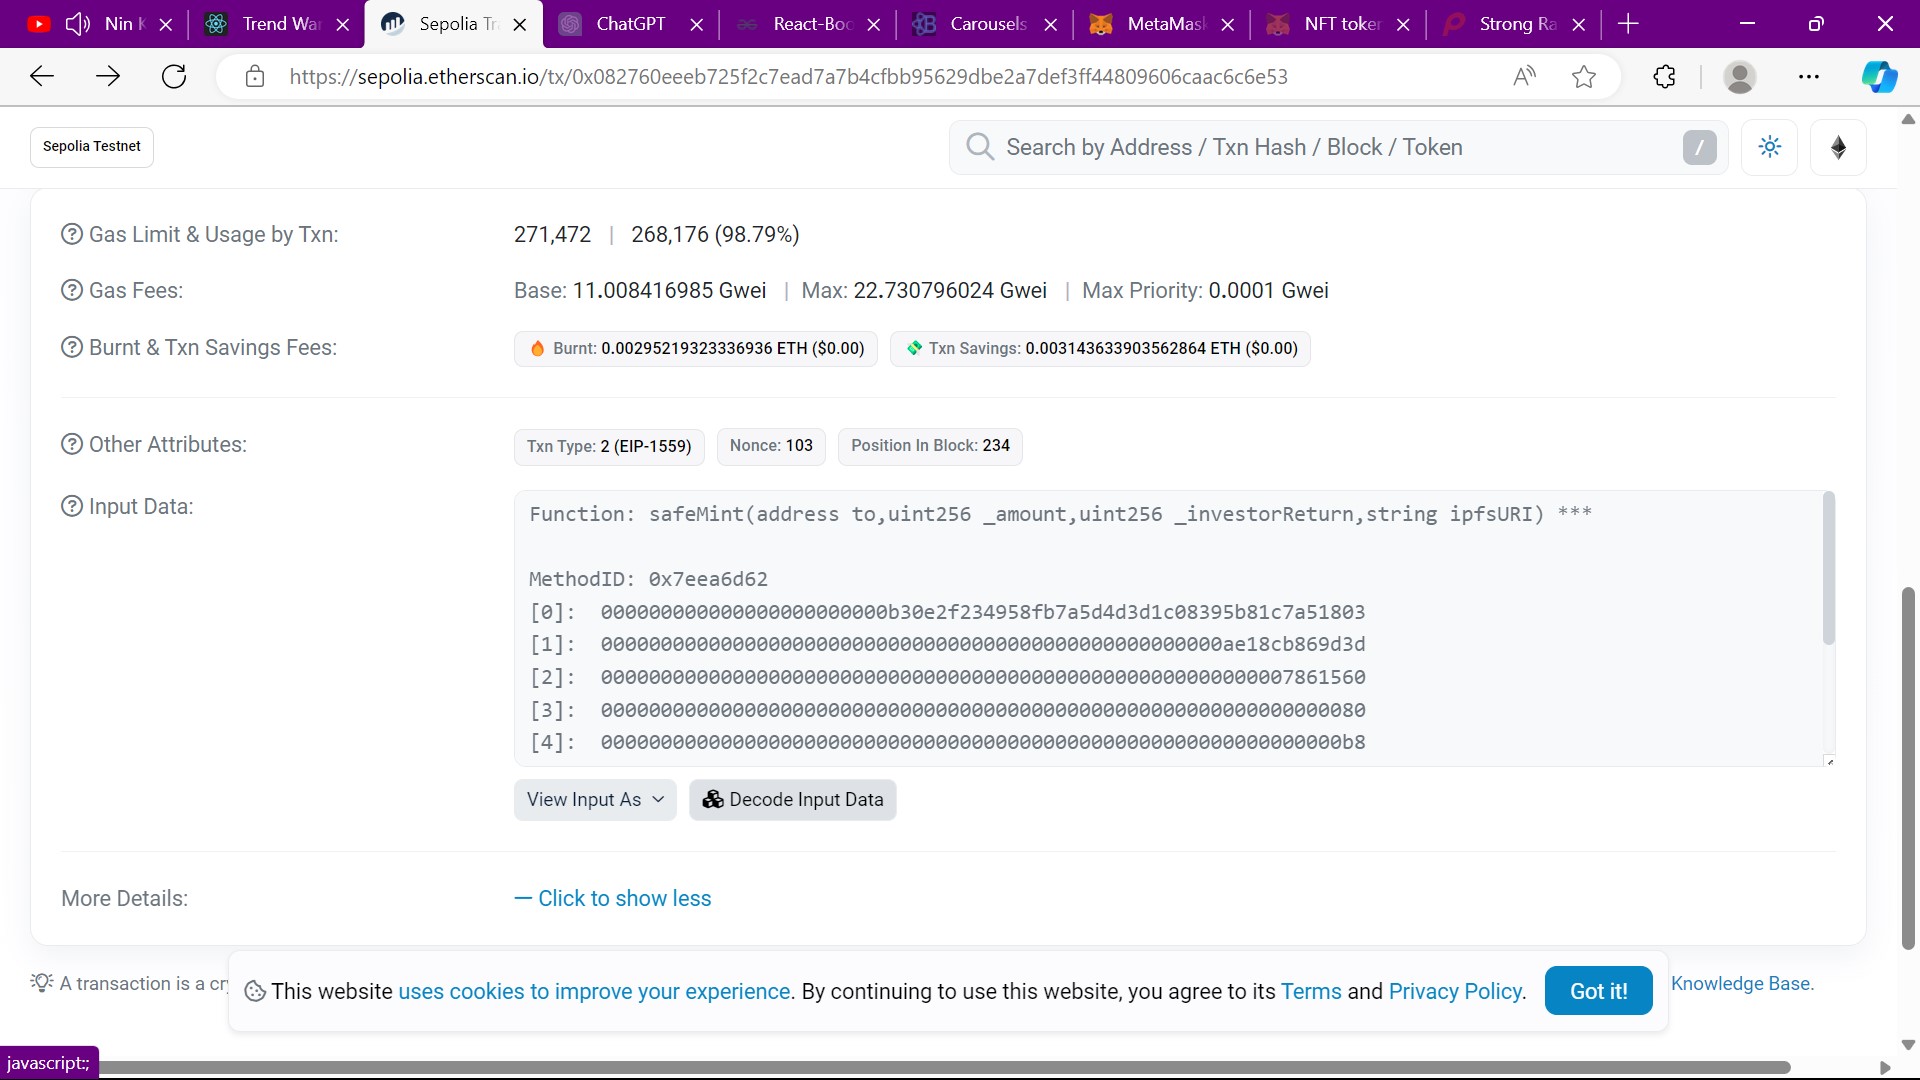 Nin K
Trend Wa
Sepolia Tr
ChatGPT
React-Boo
Carousels
MetaMas
NFT toke
Strong Ra
https://sepolia.etherscan.io/tx/0x082760eeeb725f2c7ead7a7b4cfbb95629dbe2a7def3ff44809606caac6c6e53
Sepolia Testnet
Search by Address / Txn Hash / Block / Token
/
Gas Limit & Usage by Txn:
271,472 | 268,176 (98.79%)
Gas Fees:
Base: 11.008416985 Gwei | Max: 22.730796024 Gwei | Max Priority: 0.0001 Gwei
Burnt & Txn Savings Fees:
Burnt: 0.00295219323336936 ETH ($0.00)
Txn Savings: 0.003143633903562864 ETH ($0.00)
Other Attributes:
Txn Type: 2 (EIP-1559)
Nonce: 103
Position In Block: 234
Input Data:
Function: safeMint(address to,uint256 _amount,uint256 _investorReturn,string ipfsURI) ***
MethodID: 0x7eea6d62
[0]: 000000000000000000000000b30e2f234958fb7a5d4d3d1c08395b81c7a51803
[1]: 0000000000000000000000000000000000000000000000000000ae18cb869d3d
[2]: 0000000000000000000000000000000000000000000000000000000007861560
[3]: 0000000000000000000000000000000000000000000000000000000000000080
[4]: 00000000000000000000000000000000000000000000000000000000000000b8
View Input As
Decode Input Data
More Details:
— Click to show less
A transaction is a cr
Knowledge Base.
This website uses cookies to improve your experience. By continuing to use this website, you agree to its Terms and Privacy Policy.
Got it!
javascript:;